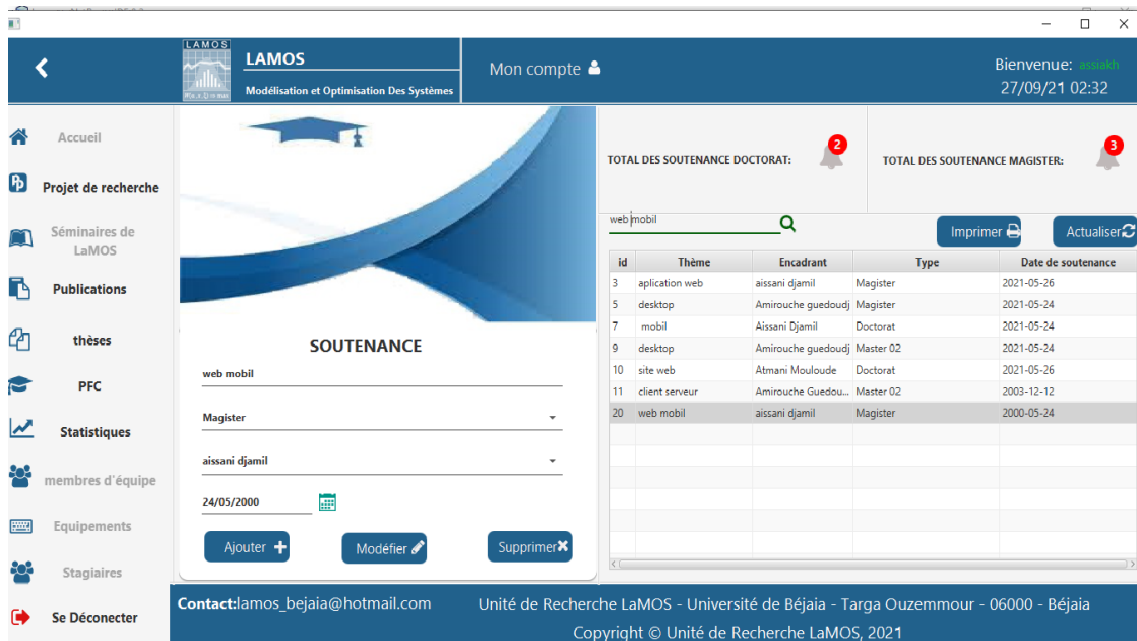 LAMOS
LAMOS
Modélisation et Optimisation Des Systèmes
Mon compte
Bienvenue: assiakh
27/09/21 02:32
Accueil
Projet de recherche
Séminaires de
LaMOS
Publications
thèses
PFC
Statistiques
membres d'équipe
Equipements
Stagiaires
Se Déconecter
SOUTENANCE
web mobil
Magister
aissani djamil
24/05/2000
Ajouter
Modéfier
Supprimer
TOTAL DES SOUTENANCE DOCTORAT: 2
TOTAL DES SOUTENANCE MAGISTER: 3
web mobil
Imprimer
Actualiser
id Thème Encadrant Type Date de soutenance
3 aplication web aissani djamil Magister 2021-05-26
5 desktop Amirouche guedoudj Magister 2021-05-24
7 mobil Aissani Djamil Doctorat 2021-05-24
9 desktop Amirouche guedoudj Master 02 2021-05-24
10 site web Atmani Mouloude Doctorat 2021-05-26
11 client serveur Amirouche Guedou... Master 02 2003-12-12
20 web mobil aissani djamil Magister 2000-05-24
Contact:lamos_bejaia@hotmail.com
Unité de Recherche LaMOS - Université de Béjaia - Targa Ouzemmour - 06000 - Béjaia
Copyright © Unité de Recherche LaMOS, 2021